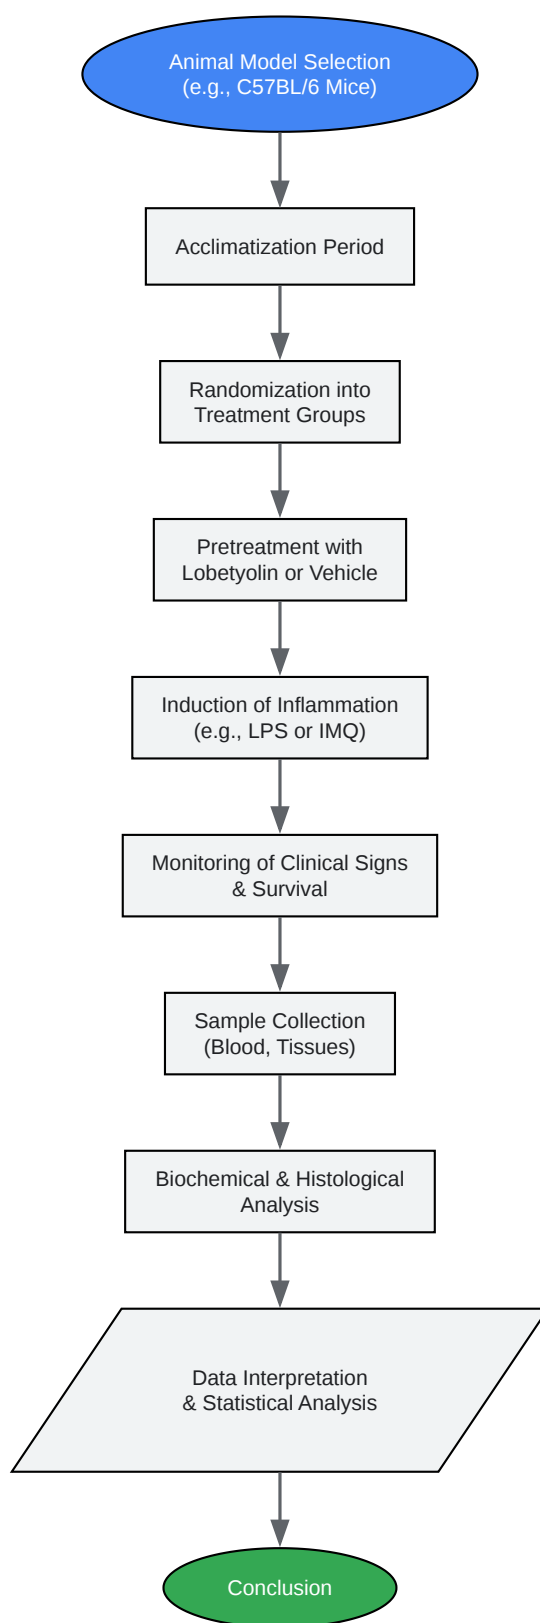 Animal Model Selection
(e.g., C57BL/6 Mice)
Acclimatization Period
Randomization into
Treatment Groups
Pretreatment with
Lobetyolin or Vehicle
Induction of Inflammation
(e.g., LPS or IMQ)
Monitoring of Clinical Signs
& Survival
Sample Collection
(Blood, Tissues)
Biochemical & Histological
Analysis
Data Interpretation
& Statistical Analysis
Conclusion